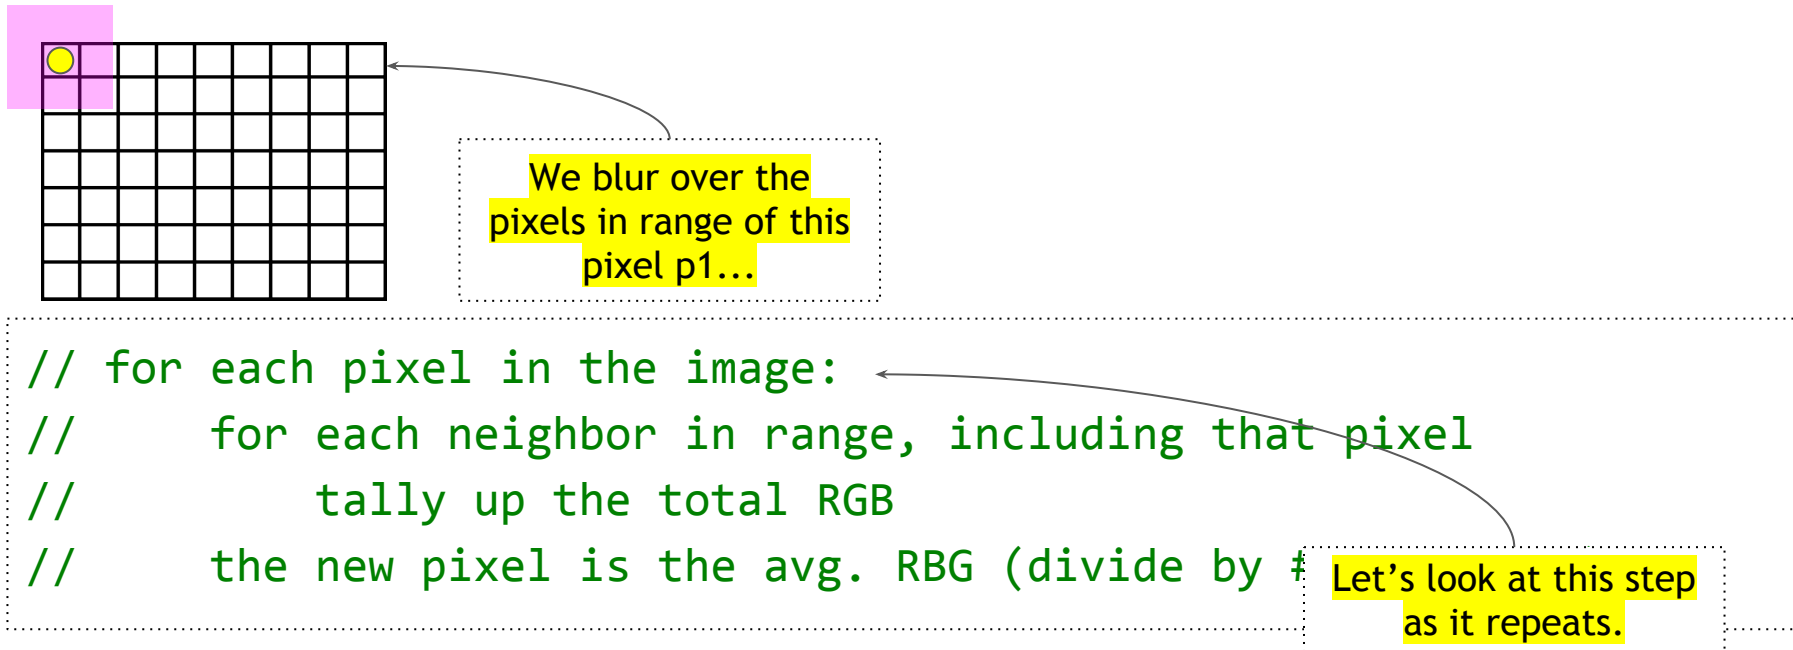 We blur over the
pixels in range of this
pixel p1...
// for each pixel in the image:
//     for each neighbor in range, including that pixel
//         tally up the total RGB
//     the new pixel is the avg. RBG (divide by #
Let’s look at this step
as it repeats.